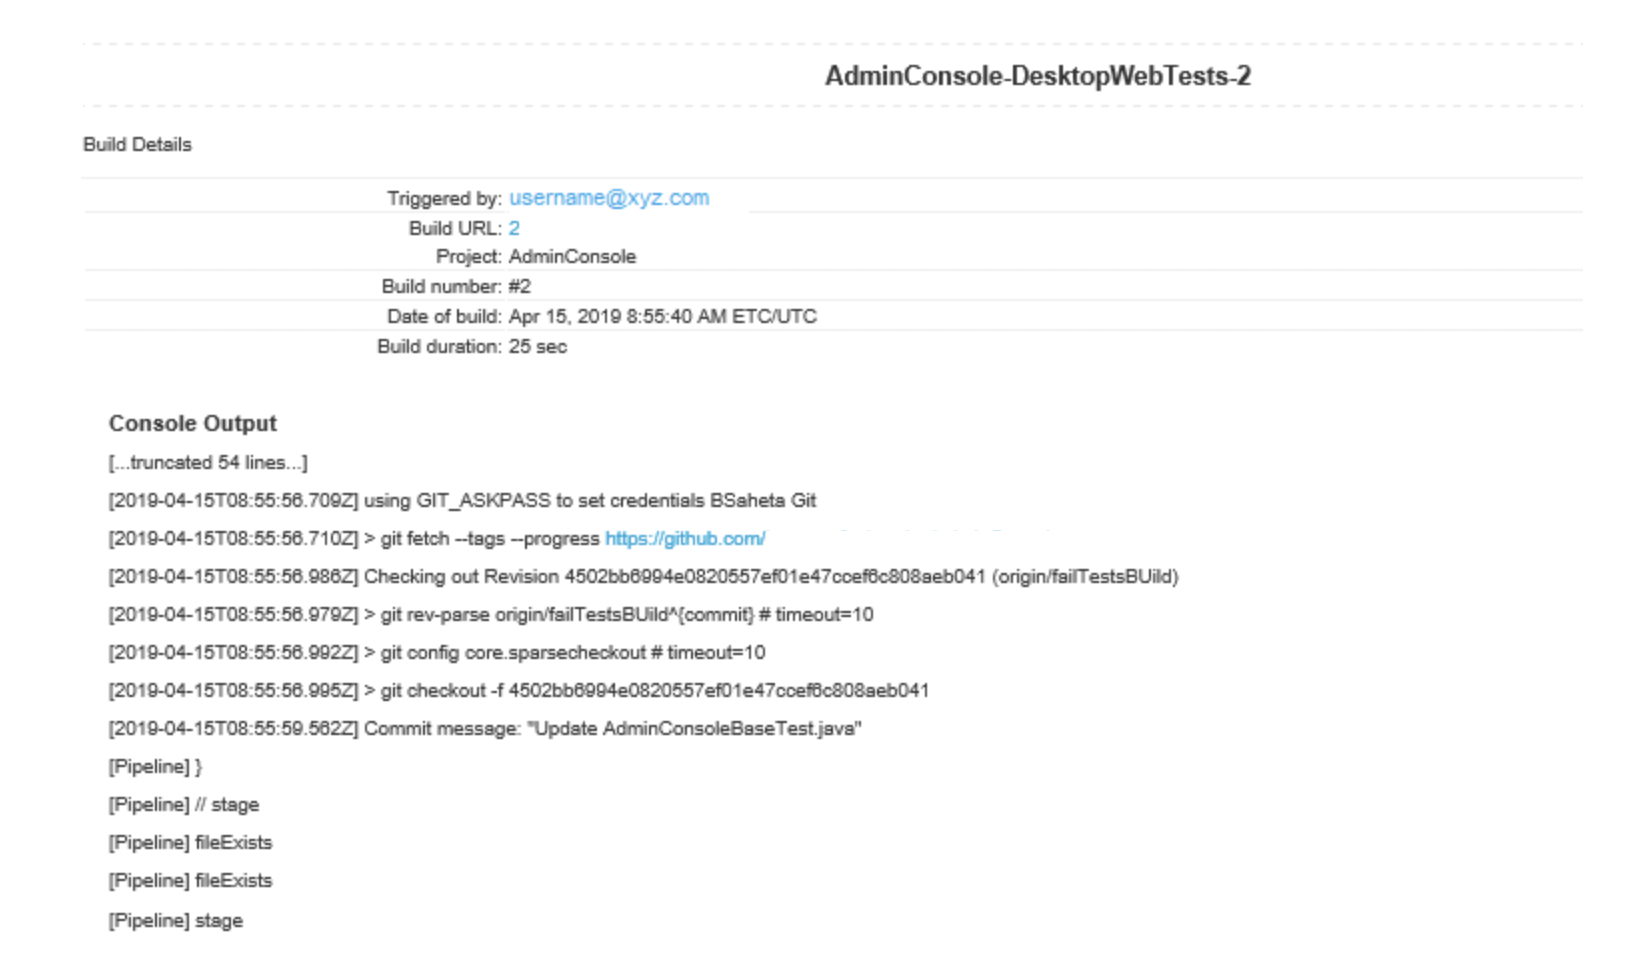 AdminConsole-DesktopWebTests-2
Build Details
Triggered by: username@xyz.com
Build URL: 2
Project: AdminConsole
Build number: #2
Date of build: Apr 15, 2019 8:55:40 AM ETC/UTC
Build duration: 25 sec
Console Output
[...truncated 54 lines...]
[2019-04-15T08:55:56.709Z] using GIT_ASKPASS to set credentials BSaheta Git
[2019-04-15T08:55:56.710Z] > git fetch --tags --progress https://github.com/
[2019-04-15T08:55:56.986Z] Checking out Revision 4502bb6994e0820557ef01e47ccef6c808aeb041 (origin/failTestsBUild)
[2019-04-15T08:55:56.979Z] > git rev-parse origin/failTestsBUild^{commit} # timeout=10
[2019-04-15T08:55:56.992Z] > git config core.sparsecheckout # timeout=10
[2019-04-15T08:55:56.995Z] > git checkout -f 4502bb6994e0820557ef01e47ccef6c808aeb041
[2019-04-15T08:55:59.562Z] Commit message: "Update AdminConsoleBaseTest.java"
[Pipeline] }
[Pipeline] // stage
[Pipeline] fileExists
[Pipeline] fileExists
[Pipeline] stage